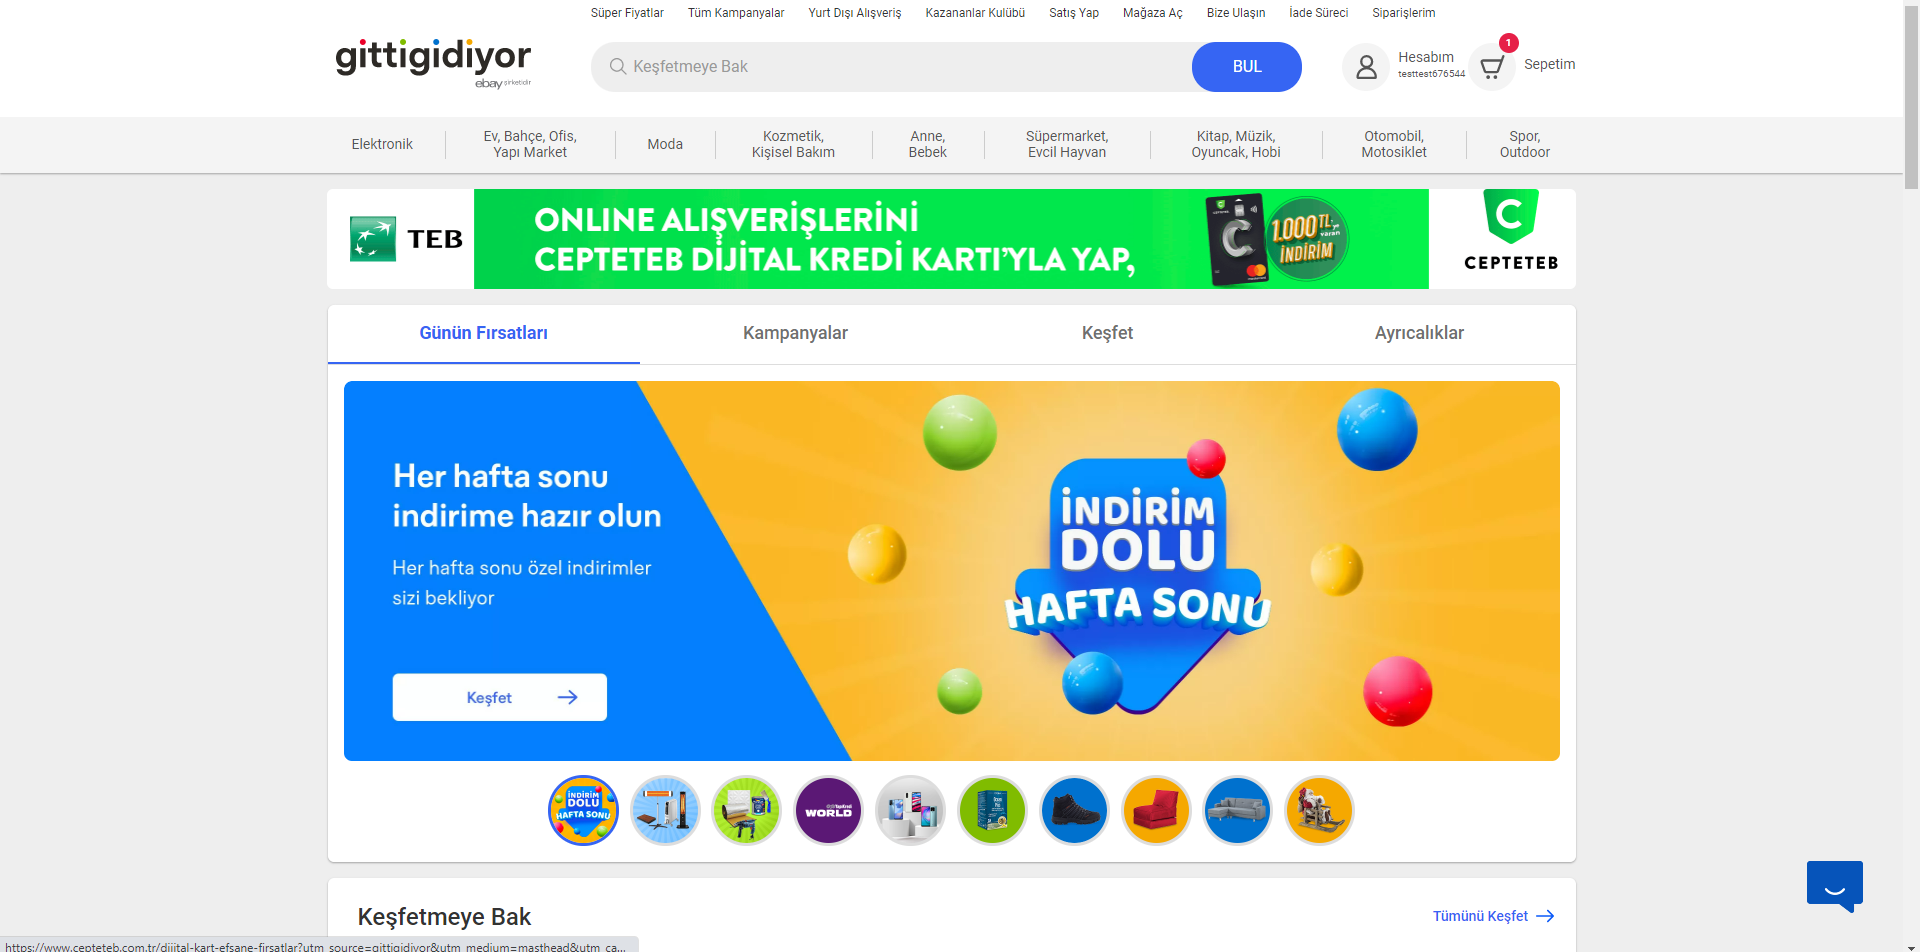 Süper Fiyatlar
Tüm Kampanyalar
Yurt Dışı Alışveriş
Kazananlar Kulübü
Satış Yap
Mağaza Aç
Bize Ulaşın
İade Süreci
Siparişlerim
gittigidiyor
ebay şirketidir
Keşfetmeye Bak
BUL
Hesabım
testtest676544
1
Sepetim
Elektronik
Ev, Bahçe, Ofis,
Yapı Market
Moda
Kozmetik,
Kişisel Bakım
Anne,
Bebek
Süpermarket,
Evcil Hayvan
Kitap, Müzik,
Oyuncak, Hobi
Otomobil,
Motosiklet
Spor,
Outdoor
TEB
ONLINE ALIŞVERİŞLERİNİ
CEPTETEB DİJİTAL KREDİ KARTI'YLA YAP,
1.000 TL'ye
varan
İNDİRİM
CEPTETEB
Günün Fırsatları
Kampanyalar
Keşfet
Ayrıcalıklar
Her hafta sonu
indirime hazır olun
Her hafta sonu özel indirimler
sizi bekliyor
Keşfet
İNDİRİM
DOLU
HAFTA SONU
İNDİRİM
DOLU
HAFTA SONU
YapıKredi
WORLD
Keşfetmeye Bak
Tümünü Keşfet
https://www.cepteteb.com.tr/dijital-kart-efsane-firsatlar?utm_source=gittigidiyor&utm_medium=masthead&utm_ca...